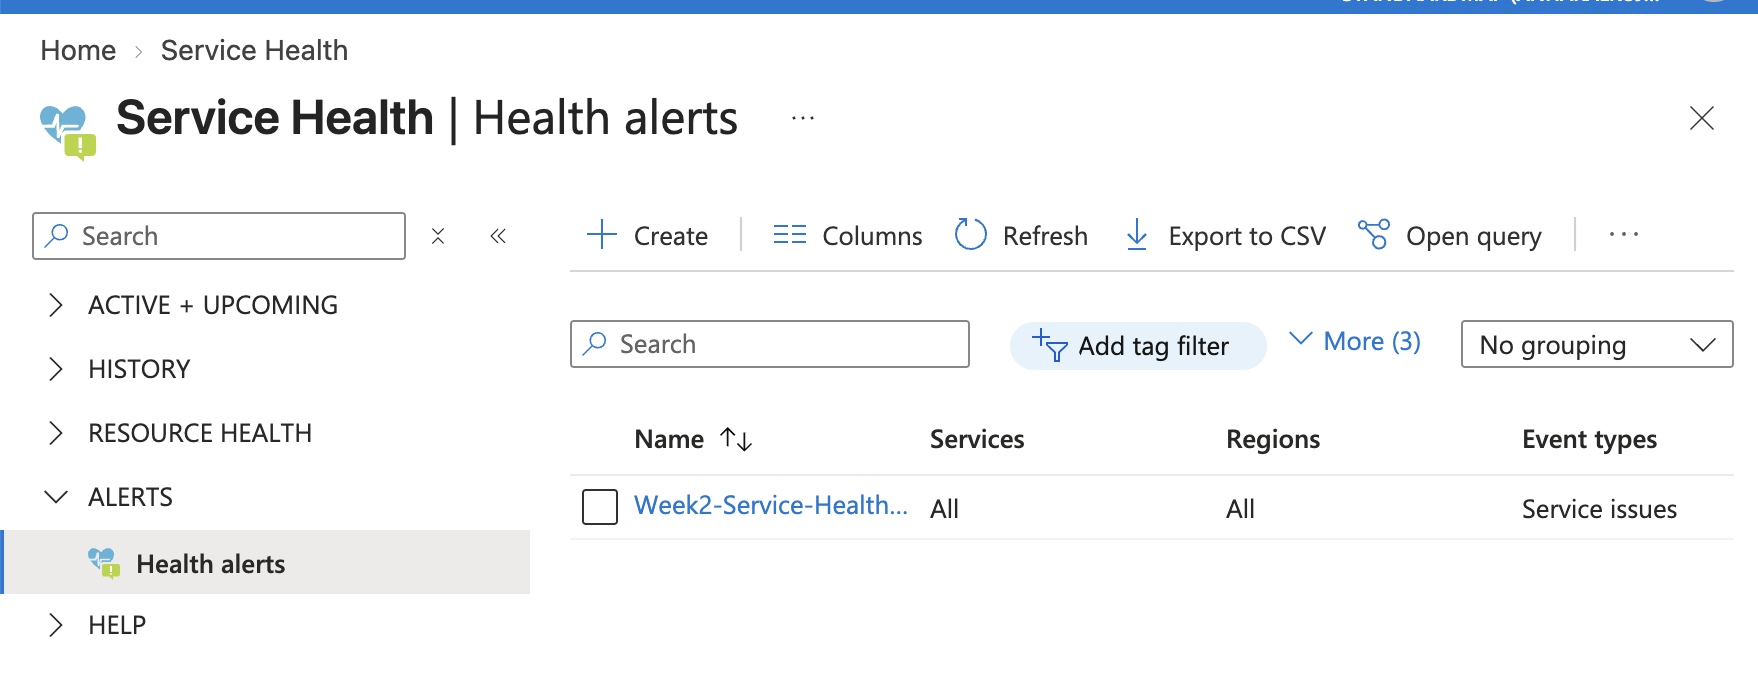 Home > Service Health
Service Health | Health alerts ...
Search
ACTIVE + UPCOMING
HISTORY
RESOURCE HEALTH
ALERTS
Health alerts
HELP
Create Columns Refresh Export to CSV Open query ...
Search Add tag filter More (3) No grouping
Name Services Regions Event types
Week2-Service-Health... All All Service issues